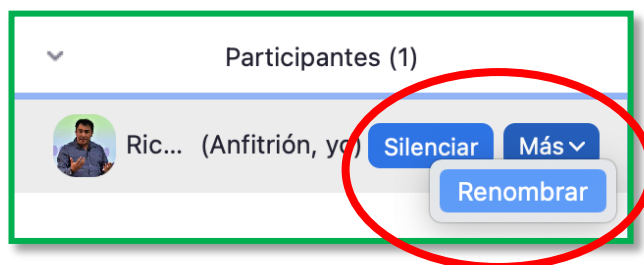 Participantes (1)
Ric... (Anfitrión, yo) Silenciar Más
Renombrar